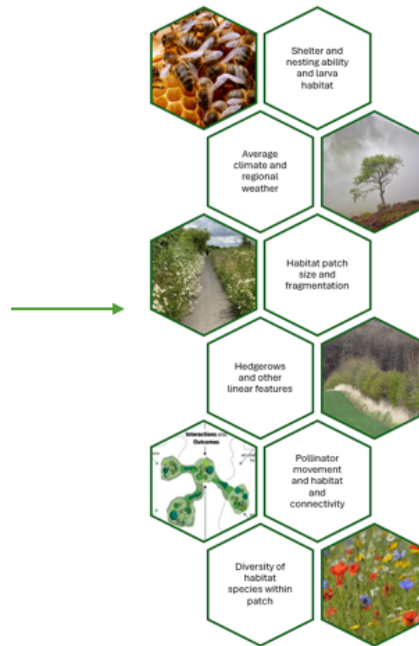 Shelter and
nesting ability
and larva
habitat
Average
climate and
regional
weather
Habitat patch
size and
fragmentation
Hedgerows
and other
linear features
Interactions and
Outcomes
Pollinator
movement
and habitat
and
connectivity
Diversity of
habitat
species within
patch